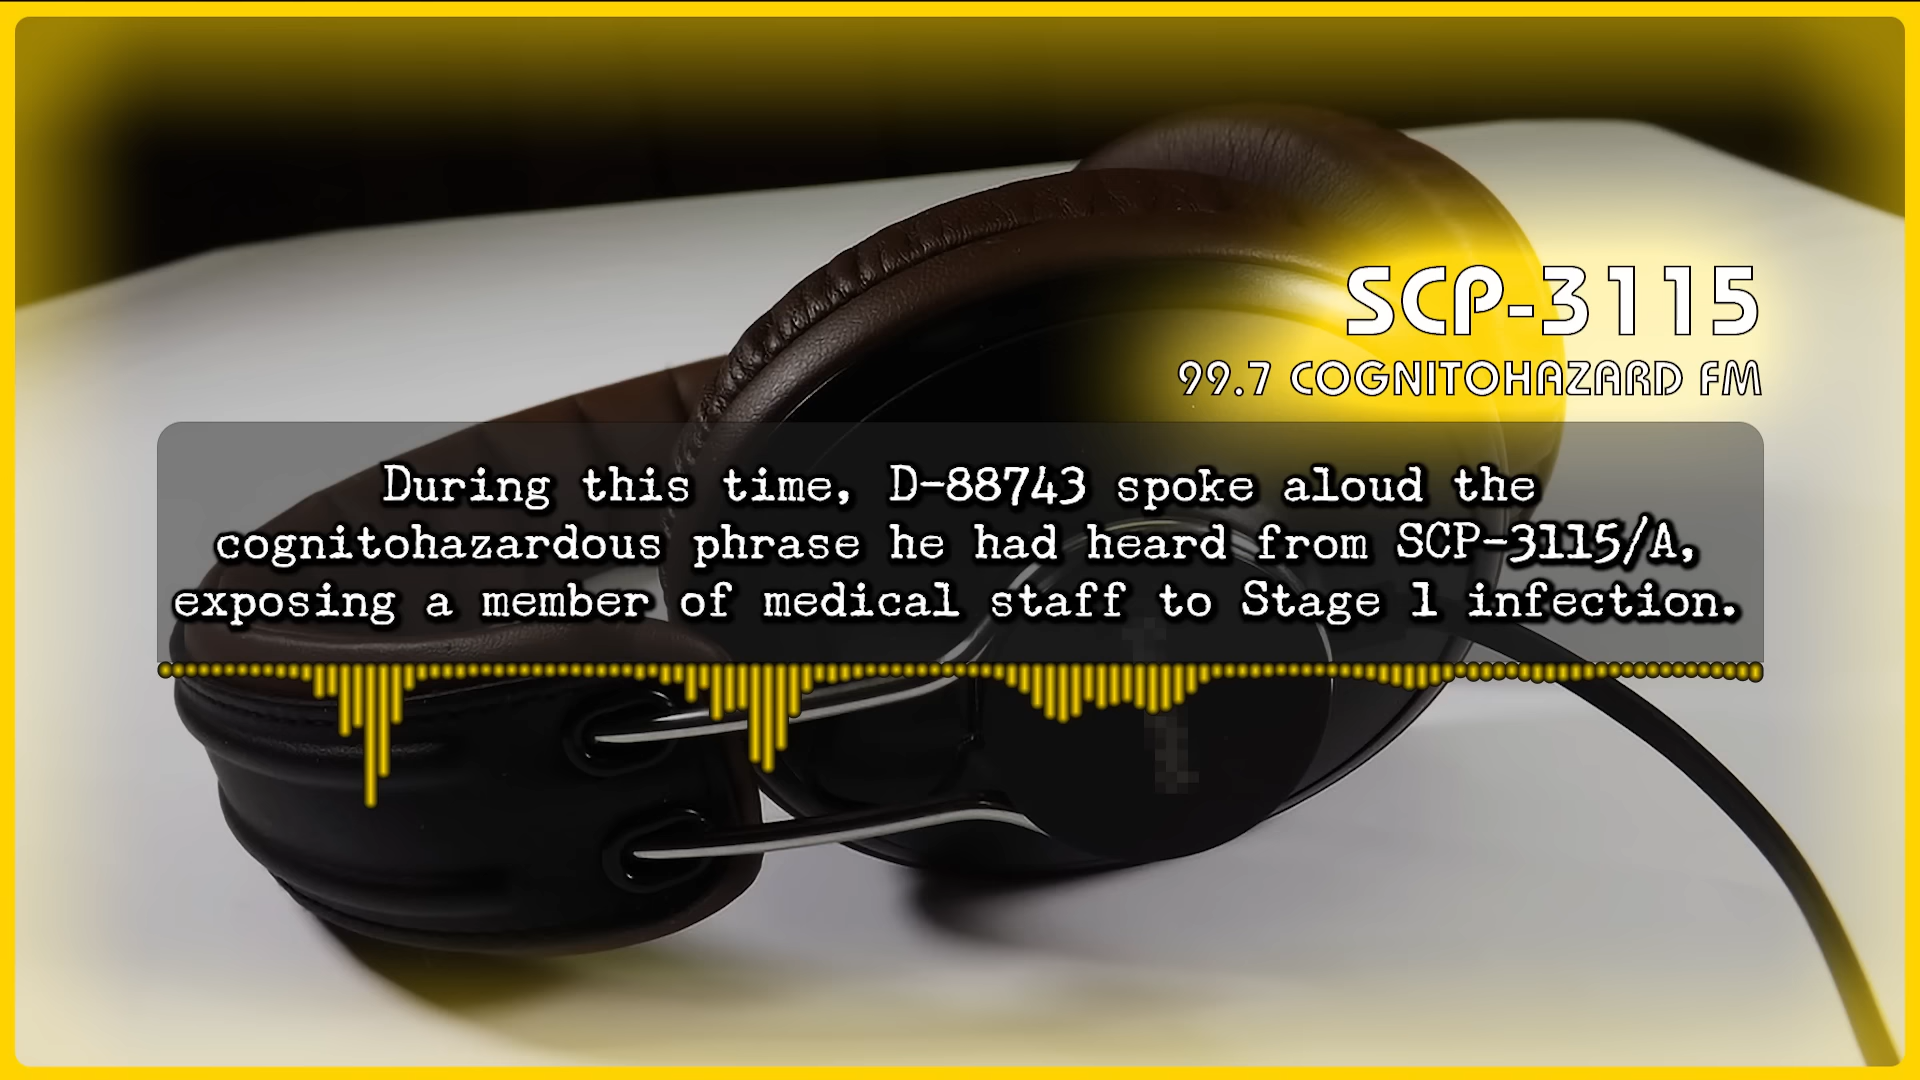 SCP-3115
99.7 COGNITOHAZARD FM
During this time, D-88743 spoke aloud the
cognitohazardous phrase he had heard from SCP-3115/A,
exposing a member of medical staff to Stage 1 infection.